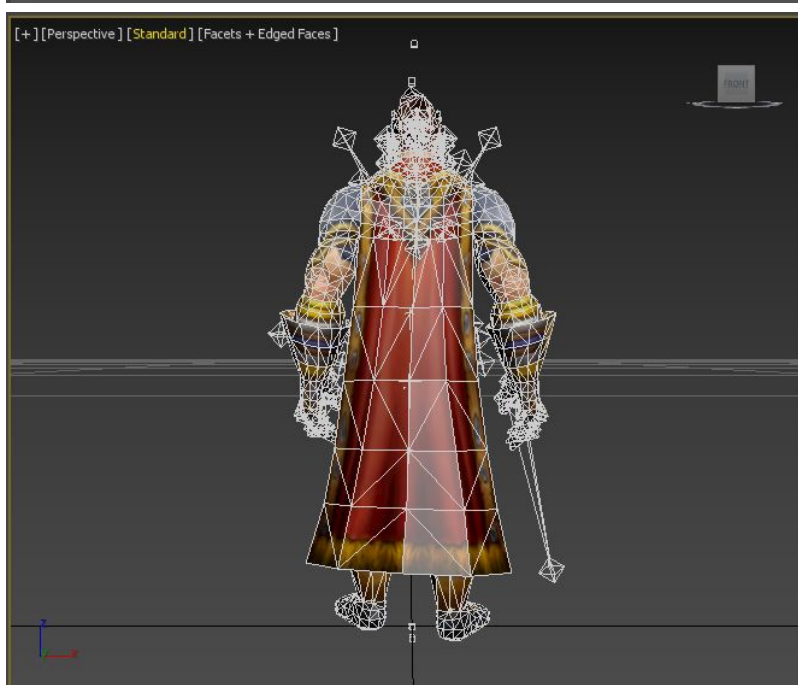 [+] [Perspective ] [Standard ] [Facets + Edged Faces ]
FRONT
z
x